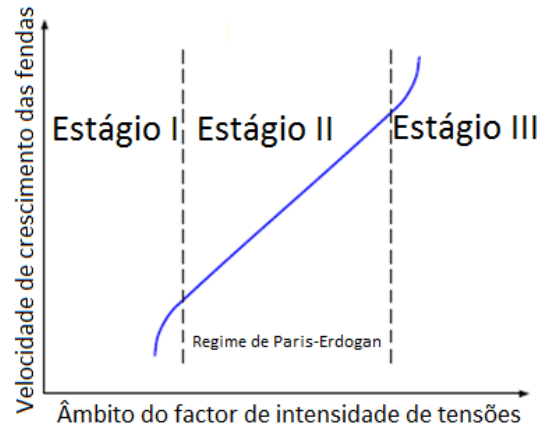 Velocidade de crescimento das fendas
Estágio I
Estágio II
Estágio III
Regime de Paris-Erdogan
Âmbito do factor de intensidade de tensões